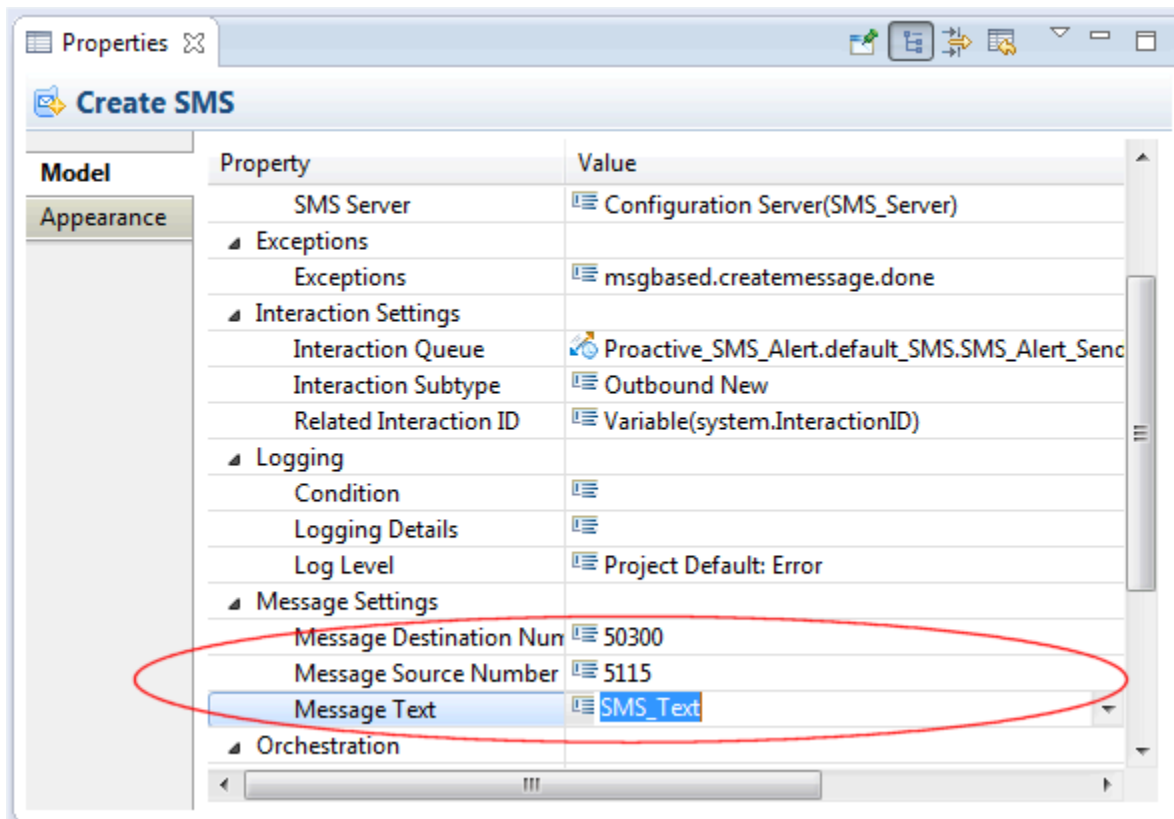 Properties
Create SMS
Model
Appearance
Property Value
SMS Server Configuration Server(SMS_Server)
Exceptions
Exceptions msgbased.createmessage.done
Interaction Settings
Interaction Queue Proactive_SMS_Alert.default_SMS.SMS_Alert_Send
Interaction Subtype Outbound New
Related Interaction ID Variable(system.InteractionID)
Logging
Condition
Logging Details
Log Level Project Default: Error
Message Settings
Message Destination Num 50300
Message Source Number 5115
Message Text SMS_Text
Orchestration